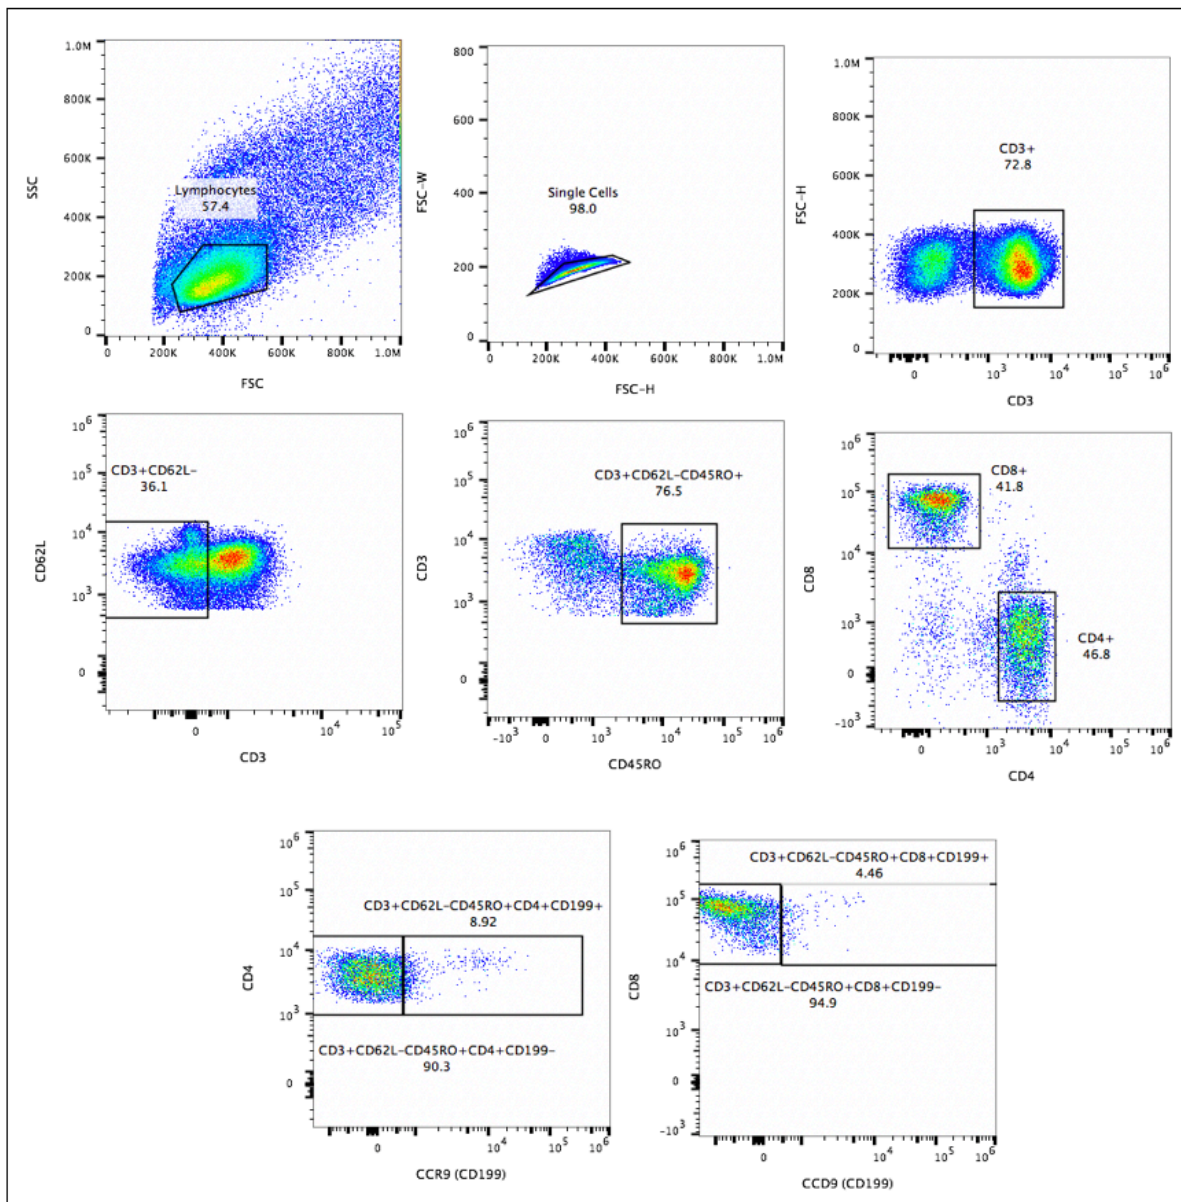 1.0M
800K
600K
400K
200K
0
SSC
Lymphocytes
57.4
0 200K 400K 600K 800K 1.0M
FSC
800
600
400
200
0
FSC-W
Single Cells
98.0
0 200K 400K 600K 800K 1.0M
FSC-H
1.0M
800K
600K
400K
200K
0
FSC-H
CD3+
72.8
0 10³ 10⁴ 10⁵ 10⁶
CD3
10⁶
10⁵
10⁴
10³
0
CD62L
CD3+CD62L-
36.1
0 10⁴ 10⁵
CD3
10⁶
10⁵
10⁴
10³
0
CD3
CD3+CD62L-CD45RO+
76.5
-10³ 0 10³ 10⁴ 10⁵ 10⁶
CD45RO
10⁶
10⁵
10⁴
10³
0
-10³
CD8
CD8+
41.8
CD4+
46.8
0 10³ 10⁴ 10⁵ 10⁶
CD4
10⁶
10⁵
10⁴
10³
0
CD4
CD3+CD62L-CD45RO+CD4+CD199+
8.92
CD3+CD62L-CD45RO+CD4+CD199-
90.3
0 10⁴ 10⁵ 10⁶
CCR9 (CD199)
10⁶
10⁵
10⁴
10³
0
-10³
CD8
CD3+CD62L-CD45RO+CD8+CD199+
4.46
CD3+CD62L-CD45RO+CD8+CD199-
94.9
0 10⁴ 10⁵ 10⁶
CCD9 (CD199)